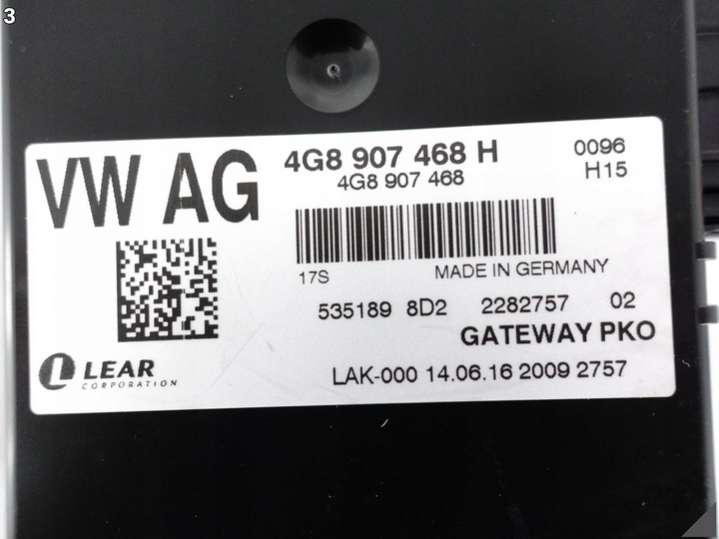 3
VW AG
4G8 907 468 H
4G8 907 468
0096
H15
17S
MADE IN GERMANY
535189 8D2 2282757 02
GATEWAY PKO
LEAR
CORPORATION
LAK-000 14.06.16 2009 2757